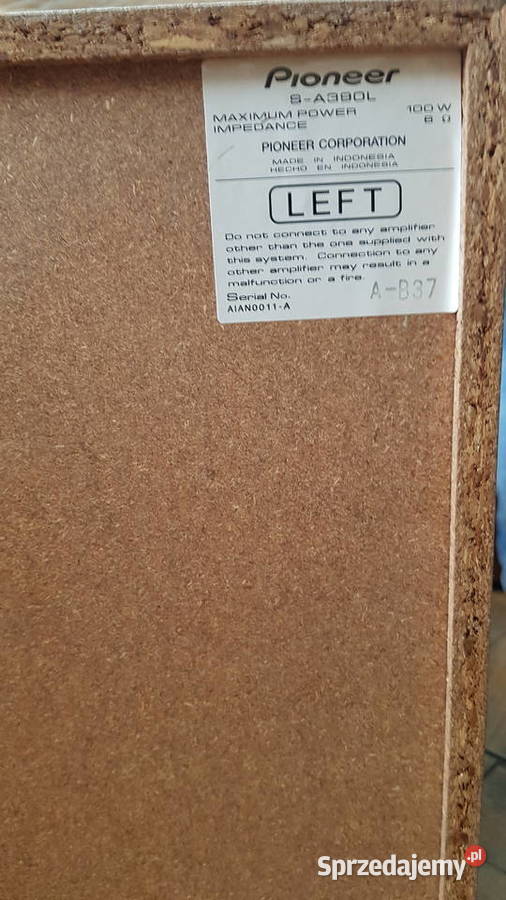 Pioneer
S-A390L
MAXIMUM POWER 100 W
IMPEDANCE 8 Ω
PIONEER CORPORATION
MADE IN INDONESIA
HECHO EN INDONESIA
LEFT
Do not connect to any amplifier
other than the one supplied with
this system. Connection to any
other amplifier may result in a
malfunction or a fire.
Serial No. A-B37
AIAN0011-A
Sprzedajemy.pl